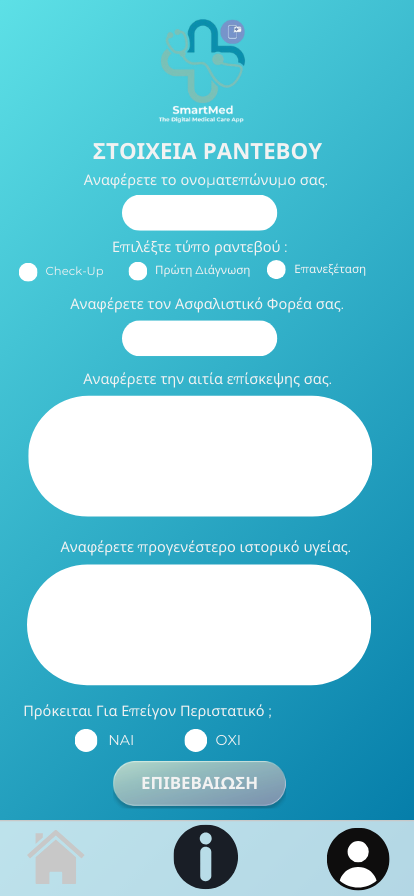 SmartMed
The Digital Medical Care App
ΣΤΟΙΧΕΙΑ ΡΑΝΤΕΒΟΥ
Αναφέρετε το ονοματεπώνυμο σας.
Επιλέξτε τύπο ραντεβού :
Check-Up Πρώτη Διάγνωση Επανεξέταση
Αναφέρετε τον Ασφαλιστικό Φορέα σας.
Αναφέρετε την αιτία επίσκεψης σας.
Αναφέρετε προγενέστερο ιστορικό υγείας.
Πρόκειται Για Επείγον Περιστατικό ;
ΝΑΙ ΟΧΙ
ΕΠΙΒΕΒΑΙΩΣΗ